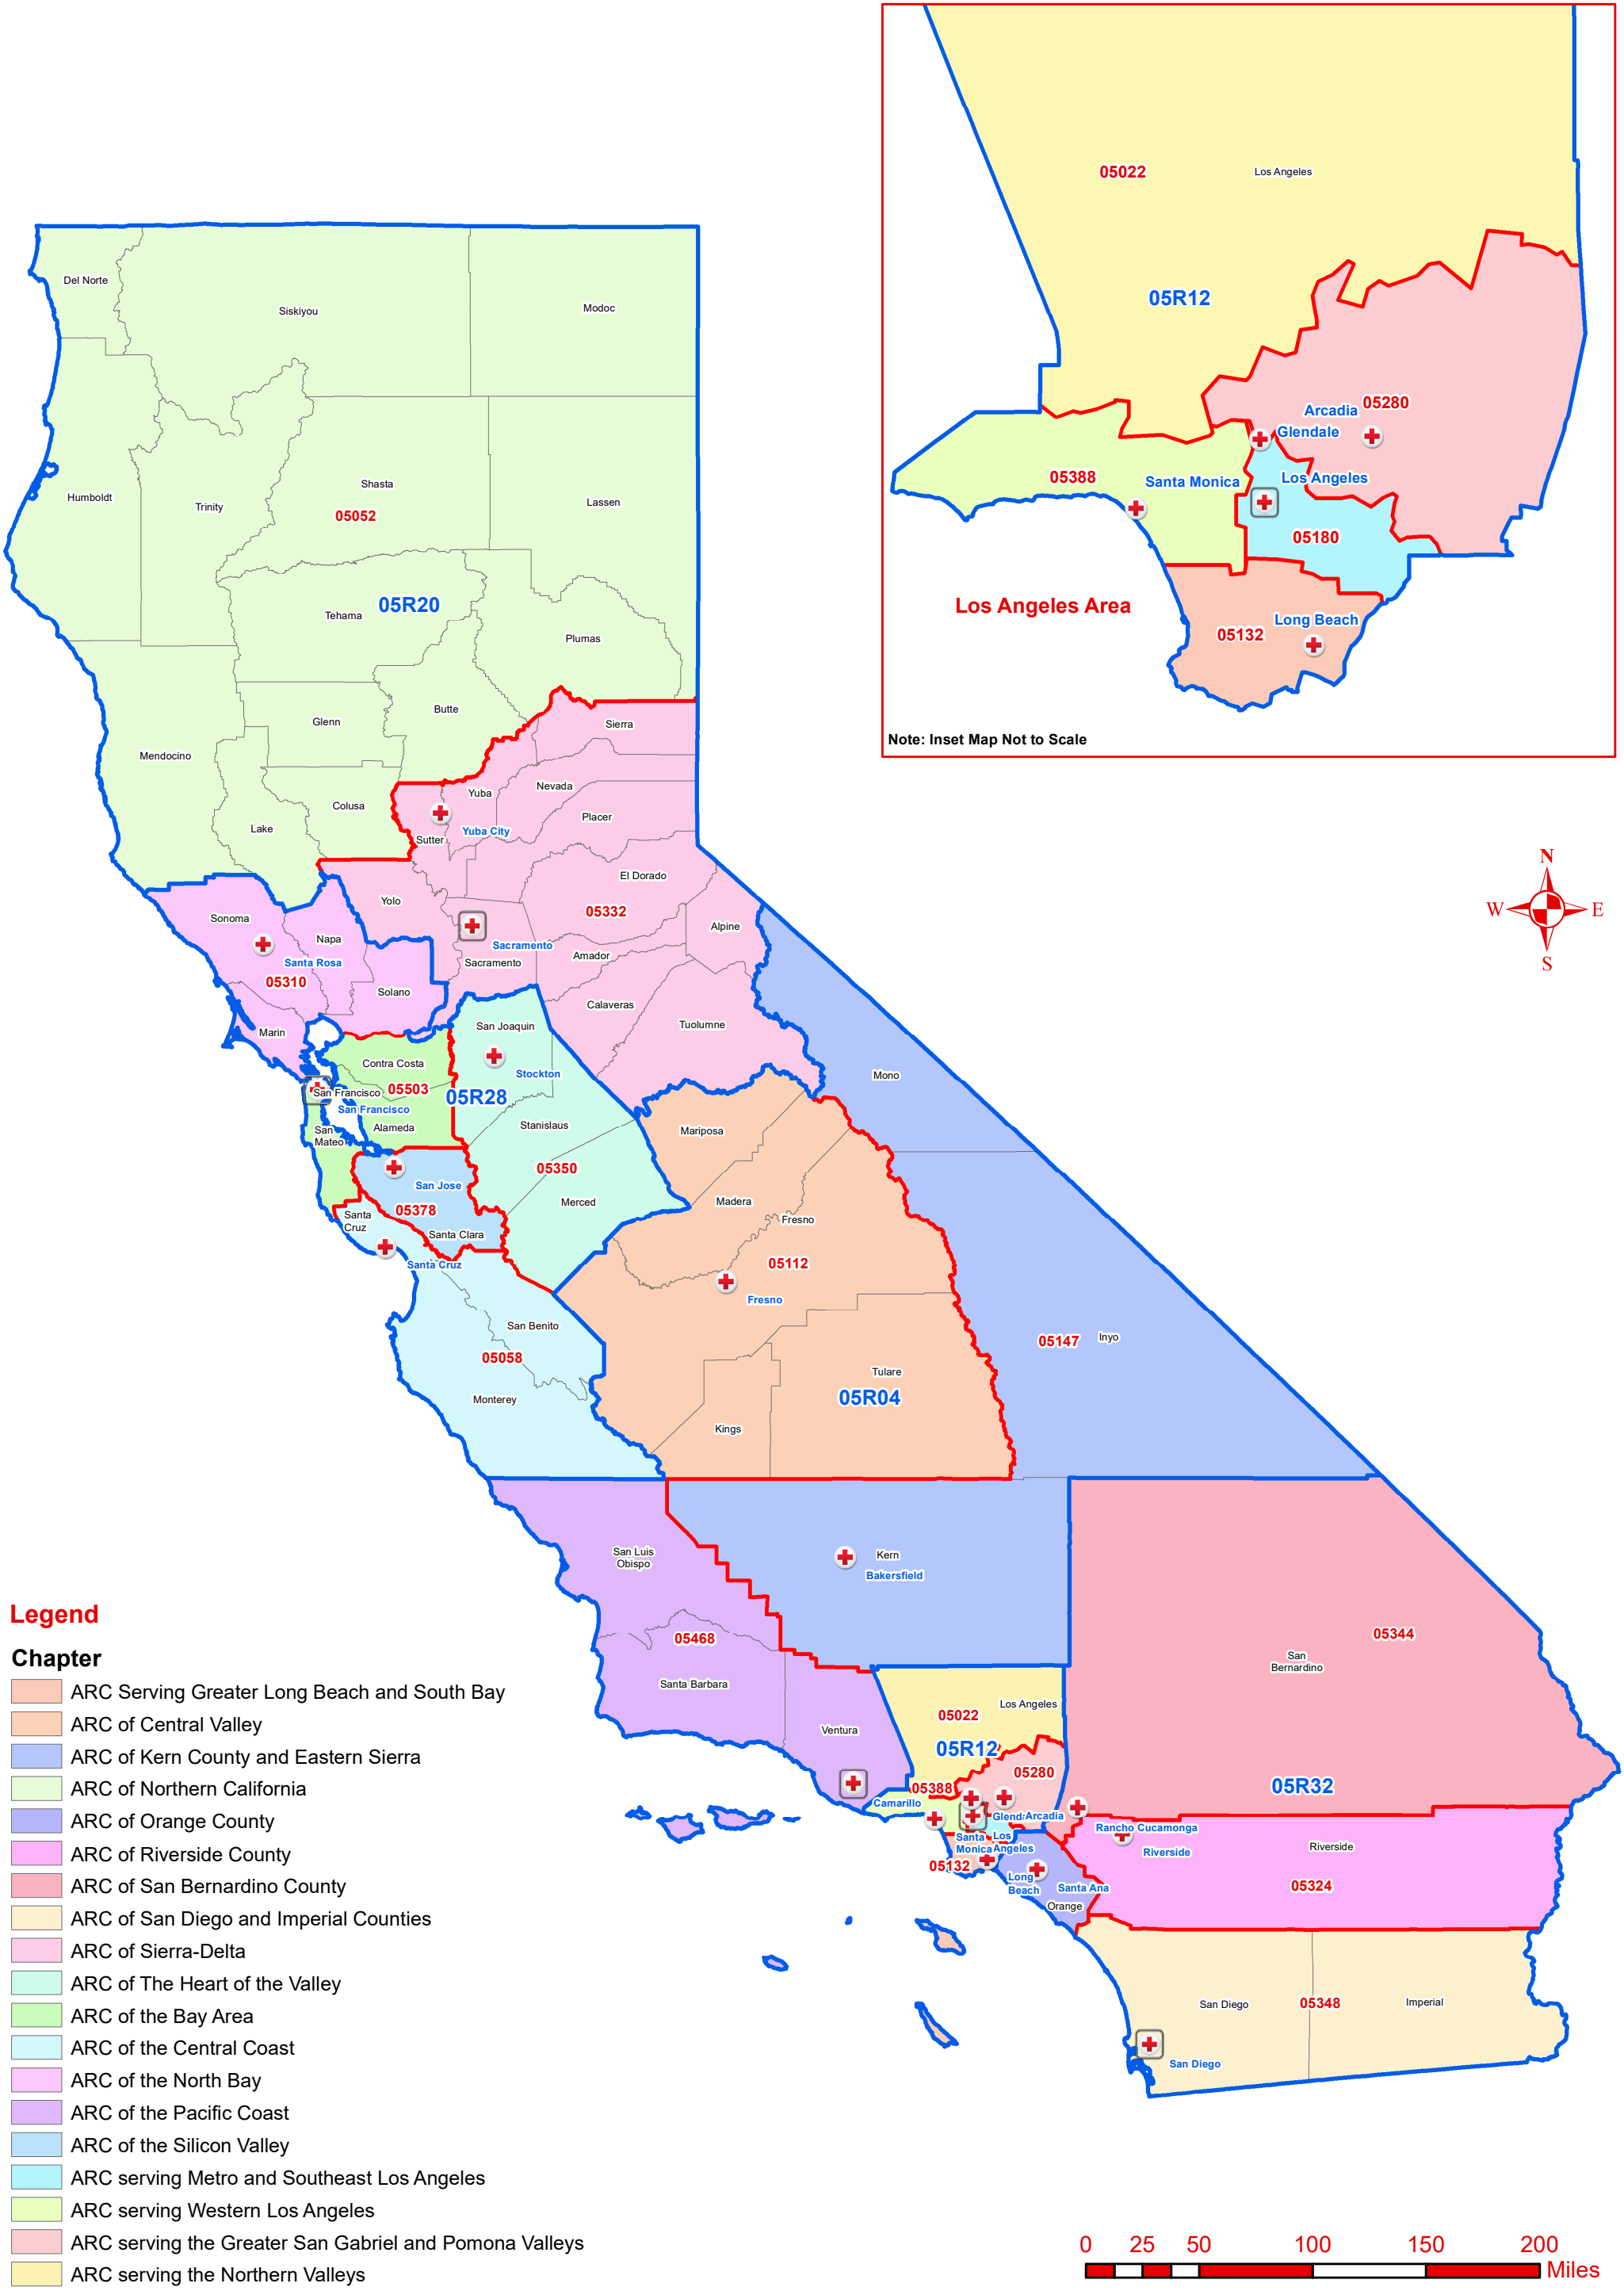 05022
Los Angeles
05R12
05280
Arcadia
Glendale
05388
Santa Monica
Los Angeles
05180
Los Angeles Area
05132
Long Beach
Note: Inset Map Not to Scale
Del Norte
Siskiyou
Modoc
Humboldt
Trinity
Shasta
05052
Lassen
Tehama
05R20
Plumas
Glenn
Butte
Sierra
Mendocino
Nevada
Yuba
Colusa
Placer
Lake
Sutter
Yuba City
El Dorado
Yolo
05332
Sonoma
Napa
Alpine
Sacramento
Santa Rosa
Sacramento
Amador
05310
Solano
Calaveras
Marin
San Joaquin
Tuolumne
Contra Costa
Stockton
Mono
05503
San Francisco
05R28
San Francisco
Alameda
Stanislaus
Mariposa
San
Mateo
05350
San Jose
Merced
Madera
05378
Santa
Cruz
Santa Clara
Fresno
Santa Cruz
05112
Fresno
San Benito
05147
Inyo
05058
Tulare
Monterey
05R04
Kings
San Luis
Obispo
Kern
Bakersfield
05468
05344
San
Bernardino
Santa Barbara
Los Angeles
05022
Ventura
05R12
05280
05R32
05388
Camarillo
Glend
Arcadia
Rancho Cucamonga
Santa
Monica
Los
Angeles
Riverside
Riverside
05132
Long
Beach
Santa Ana
05324
Orange
San Diego
05348
Imperial
San Diego
N
W
E
S
Legend
Chapter
ARC Serving Greater Long Beach and South Bay
ARC of Central Valley
ARC of Kern County and Eastern Sierra
ARC of Northern California
ARC of Orange County
ARC of Riverside County
ARC of San Bernardino County
ARC of San Diego and Imperial Counties
ARC of Sierra-Delta
ARC of The Heart of the Valley
ARC of the Bay Area
ARC of the Central Coast
ARC of the North Bay
ARC of the Pacific Coast
ARC of the Silicon Valley
ARC serving Metro and Southeast Los Angeles
ARC serving Western Los Angeles
ARC serving the Greater San Gabriel and Pomona Valleys
ARC serving the Northern Valleys
0 25 50 100 150 200
Miles